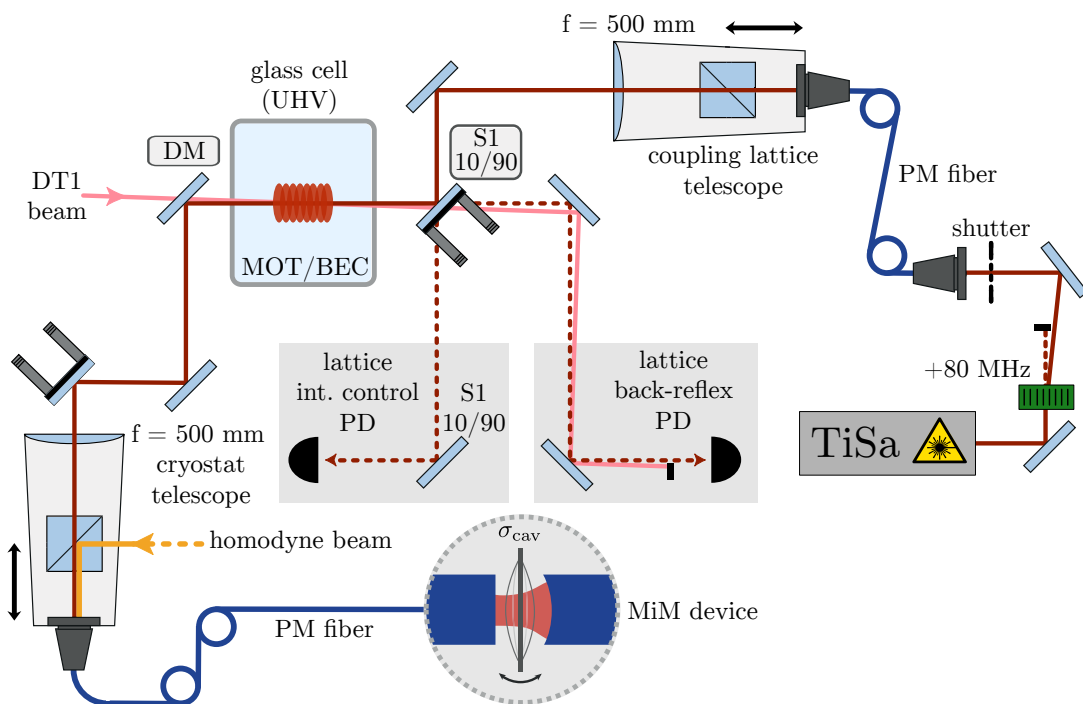 f = 500 mm
glass cell
(UHV)
DM
S1
10/90
DT1
beam
MOT/BEC
coupling lattice
telescope
PM fiber
shutter
+80 MHz
TiSa
lattice
int. control
PD
S1
10/90
lattice
back-reflex
PD
f = 500 mm
cryostat
telescope
homodyne beam
σcav
PM fiber
MiM device